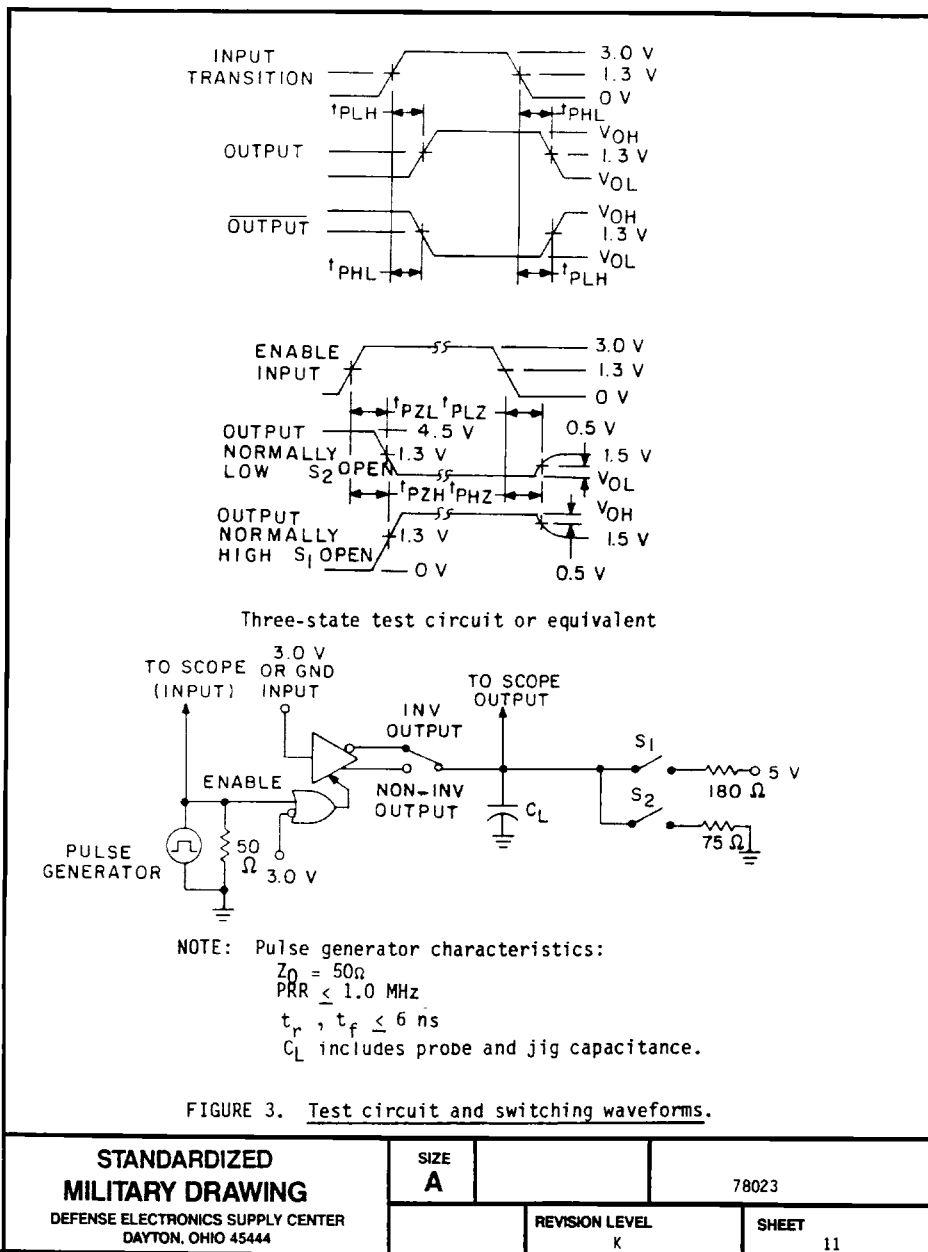 INPUT
TRANSITION
3.0 V
1.3 V
0 V
tPLH
tPHL
OUTPUT
VOH
1.3 V
VOL
OUTPUT
VOH
1.3 V
VOL
tPHL
tPLH
ENABLE
INPUT
3.0 V
1.3 V
0 V
tPZL tPLZ
OUTPUT
NORMALLY
LOW S2 OPEN
4.5 V
1.3 V
0.5 V
1.5 V
VOL
tPZH tPHZ
OUTPUT
NORMALLY
HIGH S1 OPEN
1.3 V
0 V
VOH
1.5 V
0.5 V
Three-state test circuit or equivalent
TO SCOPE
(INPUT)
3.0 V
OR GND
INPUT
TO SCOPE
OUTPUT
INV
OUTPUT
NON-INV
OUTPUT
ENABLE
CL
S1
5 V
180 Ω
S2
75 Ω
PULSE
GENERATOR
50
Ω
3.0 V
NOTE: Pulse generator characteristics:
ZO = 50Ω
PRR ≤ 1.0 MHz
tr , tf ≤ 6 ns
CL includes probe and jig capacitance.
FIGURE 3. Test circuit and switching waveforms.
STANDARDIZED
MILITARY DRAWING
DEFENSE ELECTRONICS SUPPLY CENTER
DAYTON, OHIO 45444
SIZE
A
78023
REVISION LEVEL
K
SHEET
11